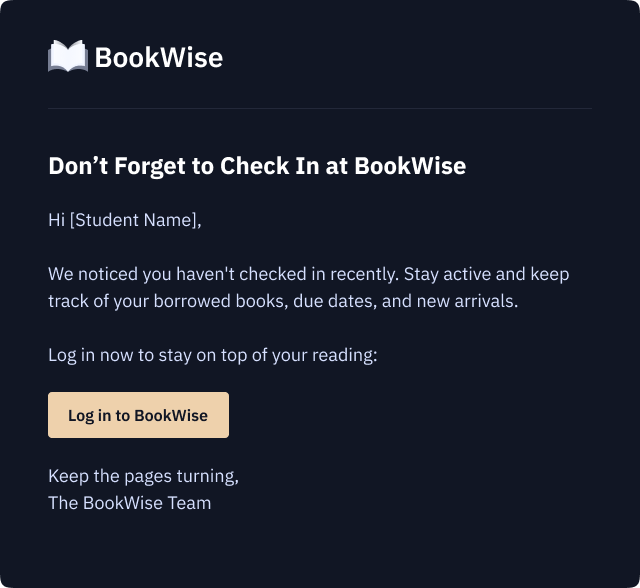 BookWise
Don’t Forget to Check In at BookWise
Hi [Student Name],
We noticed you haven't checked in recently. Stay active and keep
track of your borrowed books, due dates, and new arrivals.
Log in now to stay on top of your reading:
Log in to BookWise
Keep the pages turning,
The BookWise Team